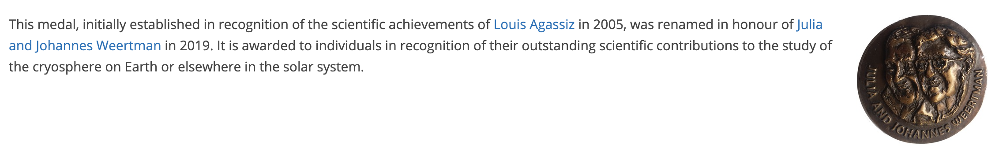 This medal, initially established in recognition of the scientific achievements of Louis Agassiz in 2005, was renamed in honour of Julia
and Johannes Weertman in 2019. It is awarded to individuals in recognition of their outstanding scientific contributions to the study of
the cryosphere on Earth or elsewhere in the solar system.
JULIA AND JOHANNES WEERTMAN